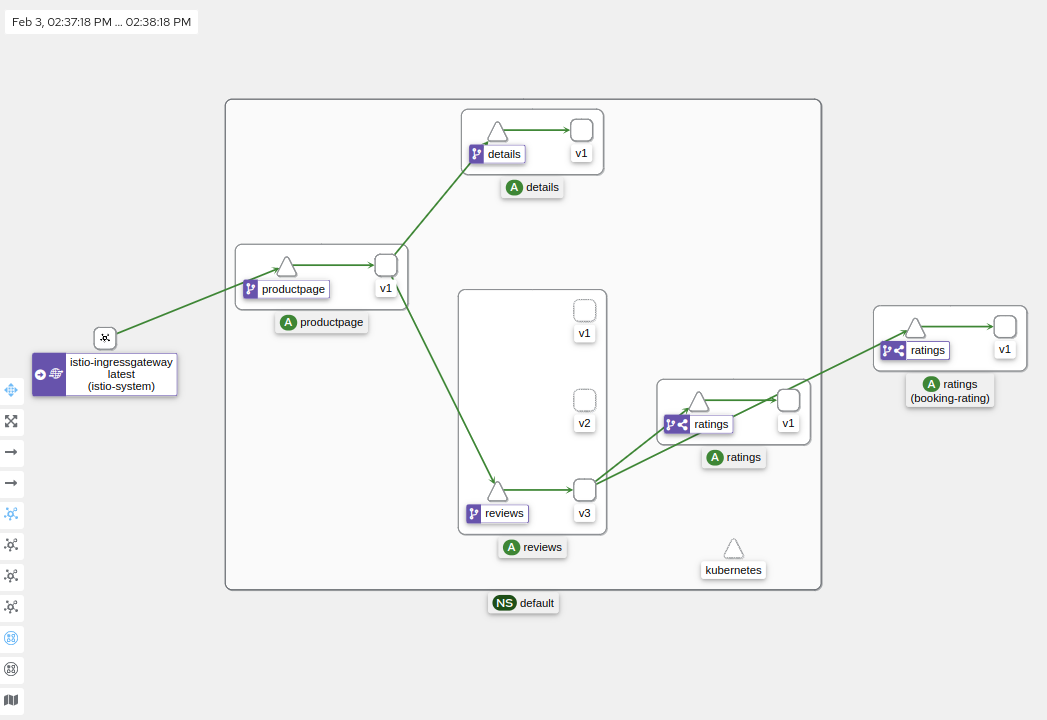 Feb 3, 02:37:18 PM ... 02:38:18 PM
details
v1
A details
productpage
v1
A productpage
istio-ingressgateway
latest
(istio-system)
v1
v2
reviews
v3
A reviews
ratings
v1
A ratings
ratings
v1
A ratings
(booking-rating)
kubernetes
NS default